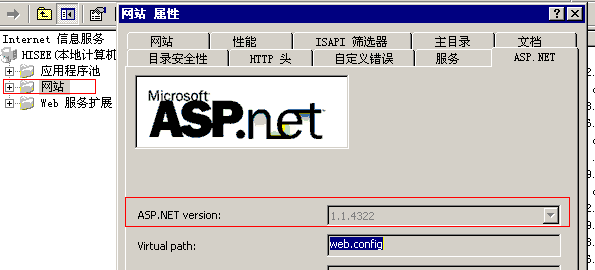 网站 属性
Internet 信息服务
HISEE(本地计算机
应用程序池
网站
Web 服务扩展
网站 性能 ISAPI 筛选器 主目录 文档
目录安全性 HTTP 头 自定义错误 服务 ASP.NET
Microsoft
ASP.net
ASP.NET version: 1.1.4322
Virtual path: web.config